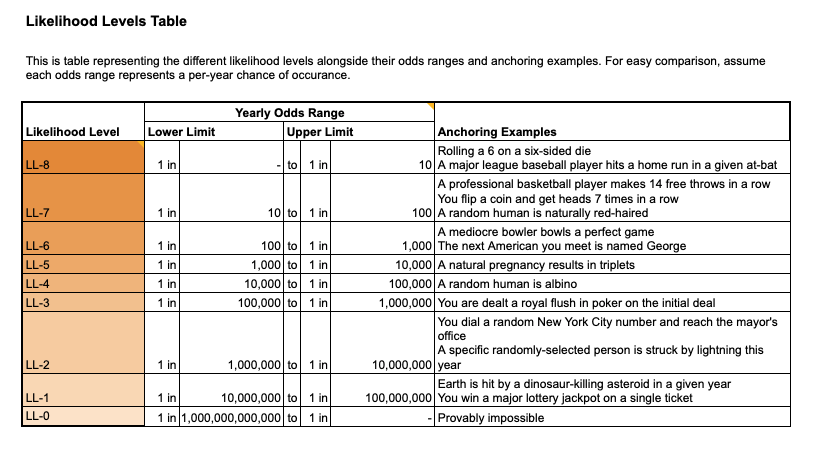 Likelihood Levels Table
This is table representing the different likelihood levels alongside their odds ranges and anchoring examples. For easy comparison, assume
each odds range represents a per-year chance of occurance.
Yearly Odds Range
Likelihood Level Lower Limit Upper Limit Anchoring Examples
Rolling a 6 on a six-sided die
LL-8 1 in - to 1 in 10 A major league baseball player hits a home run in a given at-bat
A professional basketball player makes 14 free throws in a row
You flip a coin and get heads 7 times in a row
LL-7 1 in 10 to 1 in 100 A random human is naturally red-haired
A mediocre bowler bowls a perfect game
LL-6 1 in 100 to 1 in 1,000 The next American you meet is named George
LL-5 1 in 1,000 to 1 in 10,000 A natural pregnancy results in triplets
LL-4 1 in 10,000 to 1 in 100,000 A random human is albino
LL-3 1 in 100,000 to 1 in 1,000,000 You are dealt a royal flush in poker on the initial deal
You dial a random New York City number and reach the mayor's
office
A specific randomly-selected person is struck by lightning this
LL-2 1 in 1,000,000 to 1 in 10,000,000 year
Earth is hit by a dinosaur-killing asteroid in a given year
LL-1 1 in 10,000,000 to 1 in 100,000,000 You win a major lottery jackpot on a single ticket
LL-0 1 in 1,000,000,000,000 to 1 in - Provably impossible